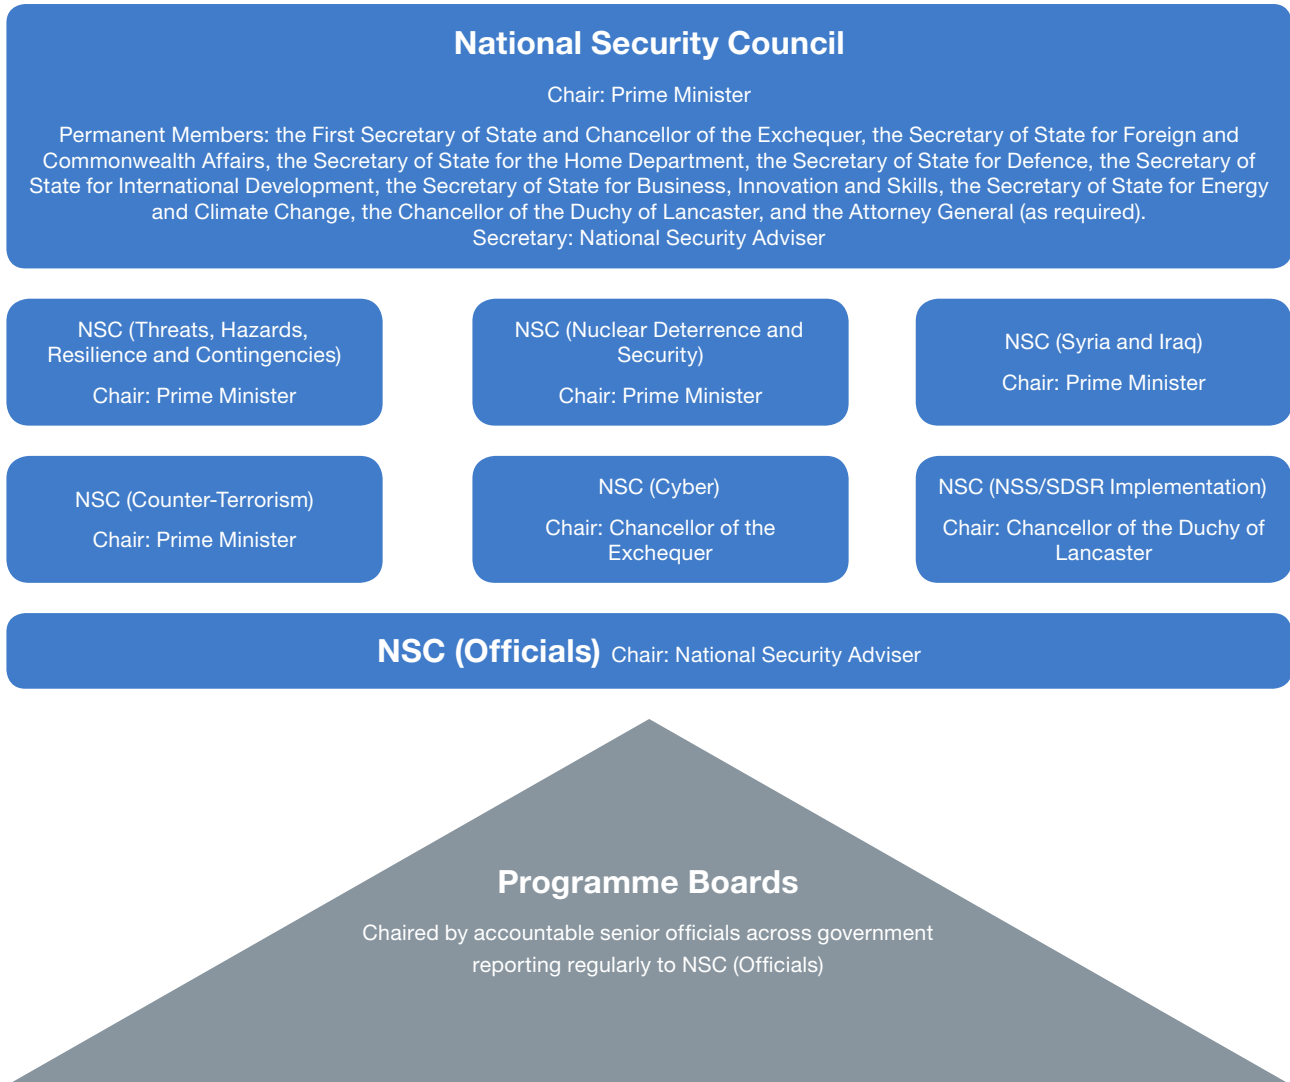 National Security Council
Chair: Prime Minister
Permanent Members: the First Secretary of State and Chancellor of the Exchequer, the Secretary of State for Foreign and
Commonwealth Affairs, the Secretary of State for the Home Department, the Secretary of State for Defence, the Secretary of
State for International Development, the Secretary of State for Business, Innovation and Skills, the Secretary of State for Energy
and Climate Change, the Chancellor of the Duchy of Lancaster, and the Attorney General (as required).
Secretary: National Security Adviser
NSC (Threats, Hazards,
Resilience and Contingencies)
Chair: Prime Minister
NSC (Nuclear Deterrence and
Security)
Chair: Prime Minister
NSC (Syria and Iraq)
Chair: Prime Minister
NSC (Counter-Terrorism)
Chair: Prime Minister
NSC (Cyber)
Chair: Chancellor of the
Exchequer
NSC (NSS/SDSR Implementation)
Chair: Chancellor of the Duchy of
Lancaster
NSC (Officials) Chair: National Security Adviser
Programme Boards
Chaired by accountable senior officials across government
reporting regularly to NSC (Officials)